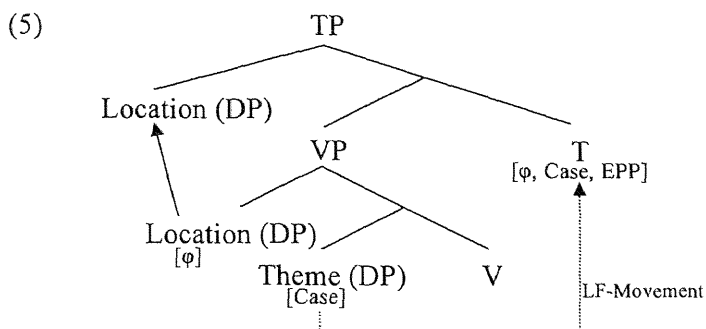 (5)
TP
Location (DP)
VP
T
[φ, Case, EPP]
Location (DP)
[φ]
Theme (DP)
V
[Case]
LF-Movement